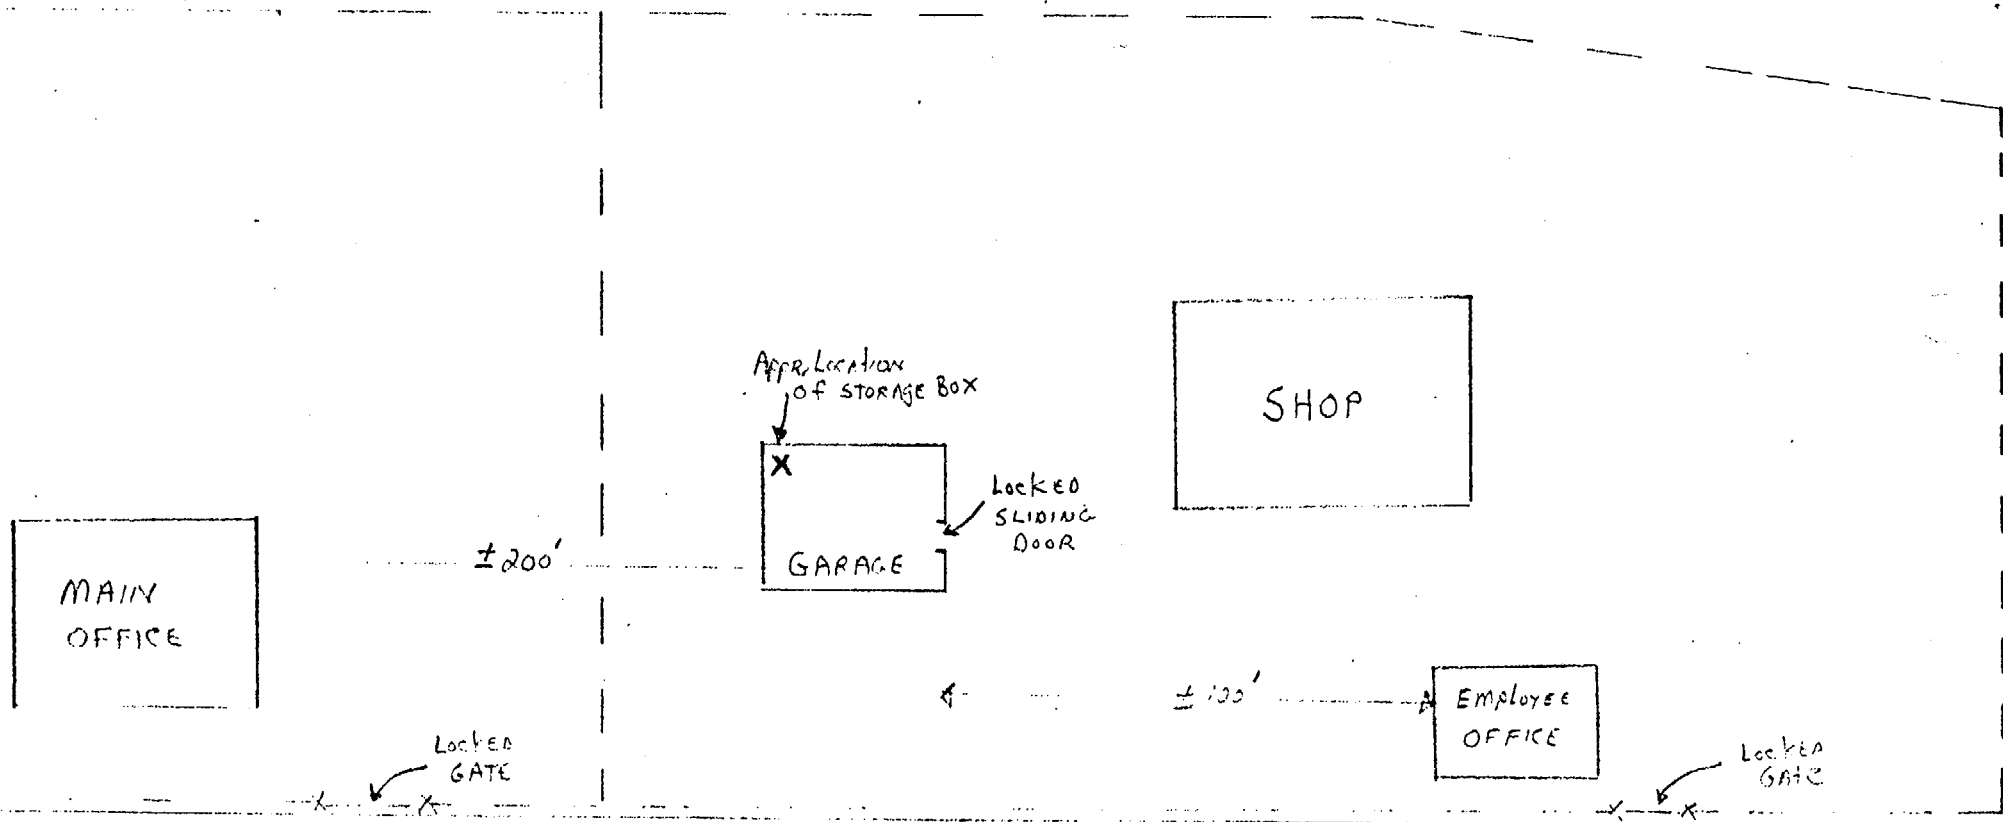 Appr. Location
of Storage Box
SHOP
Locked
SLIDING
DOOR
± 200'
GARAGE
MAIN
OFFICE
± 100'
EMPLOYEE
OFFICE
Locked
GATE
Locked
GATE
X